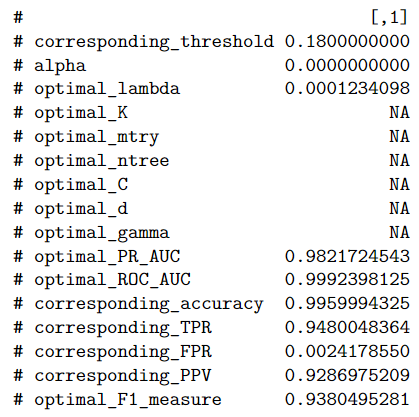 # [,1]
# corresponding_threshold 0.1800000000
# alpha 0.0000000000
# optimal_lambda 0.0001234098
# optimal_K NA
# optimal_mtry NA
# optimal_ntree NA
# optimal_C NA
# optimal_d NA
# optimal_gamma NA
# optimal_PR_AUC 0.9821724543
# optimal_ROC_AUC 0.9992398125
# corresponding_accuracy 0.9959994325
# corresponding_TPR 0.9480048364
# corresponding_FPR 0.0024178550
# corresponding_PPV 0.9286975209
# optimal_F1_measure 0.9380495281